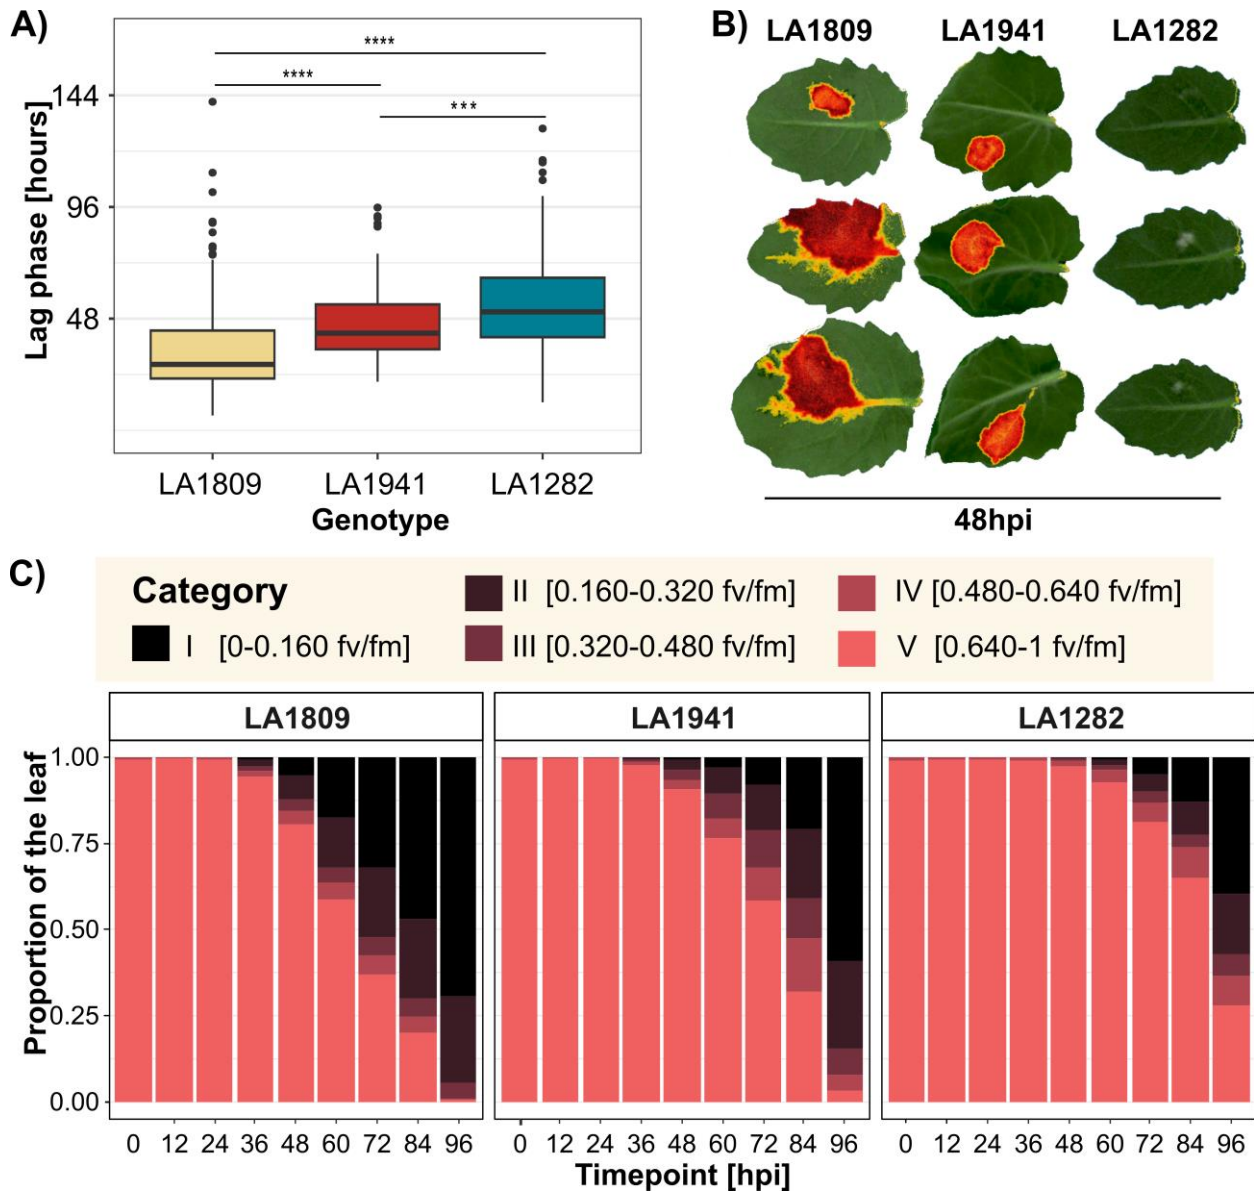 A)
Lag phase [hours]
144
96
48
****
****
***
LA1809 LA1941 LA1282
Genotype
B) LA1809 LA1941 LA1282
48hpi
C)
Category
I [0-0.160 fv/fm]
II [0.160-0.320 fv/fm]
III [0.320-0.480 fv/fm]
IV [0.480-0.640 fv/fm]
V [0.640-1 fv/fm]
LA1809 LA1941 LA1282
Proportion of the leaf
1.00
0.75
0.50
0.25
0.00
0 12 24 36 48 60 72 84 96 0 12 24 36 48 60 72 84 96 0 12 24 36 48 60 72 84 96
Timepoint [hpi]